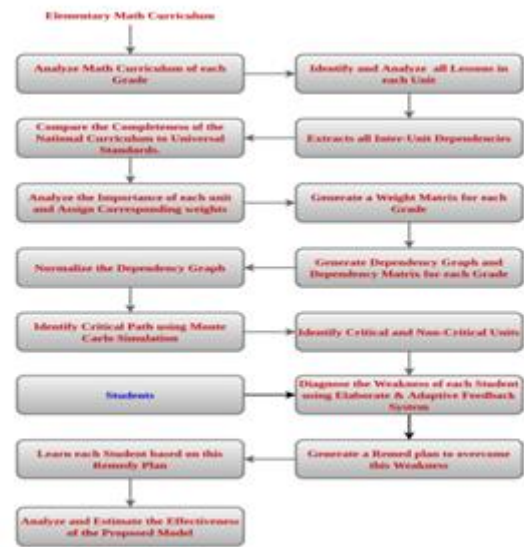 Elementary Math Curriculum
Analyze Math Curriculum of each
Grade
Identify and Analyze all Lessons in
each Unit
Extracts all Inter-Unit Dependencies
Compare the Completeness of the
National Curriculum to Universal
Standards.
Analyze the Importance of each unit
and Assign Corresponding weights
Generate a Weight Matrix for each
Grade
Generate Dependency Graph and
Dependency Matrix for each Grade
Normalize the Dependency Graph
Identify Critical Path using Monte
Carlo Simulation
Identify Critical and Non-Critical Units
Students
Diagnose the Weakness of each Student
using Elaborate & Adaptive Feedback
System
Generate a Remed plan to overcome
this Weakness
Learn each Student based on this
Remedy Plan
Analyze and Estimate the Effectiveness
of the Proposed Model